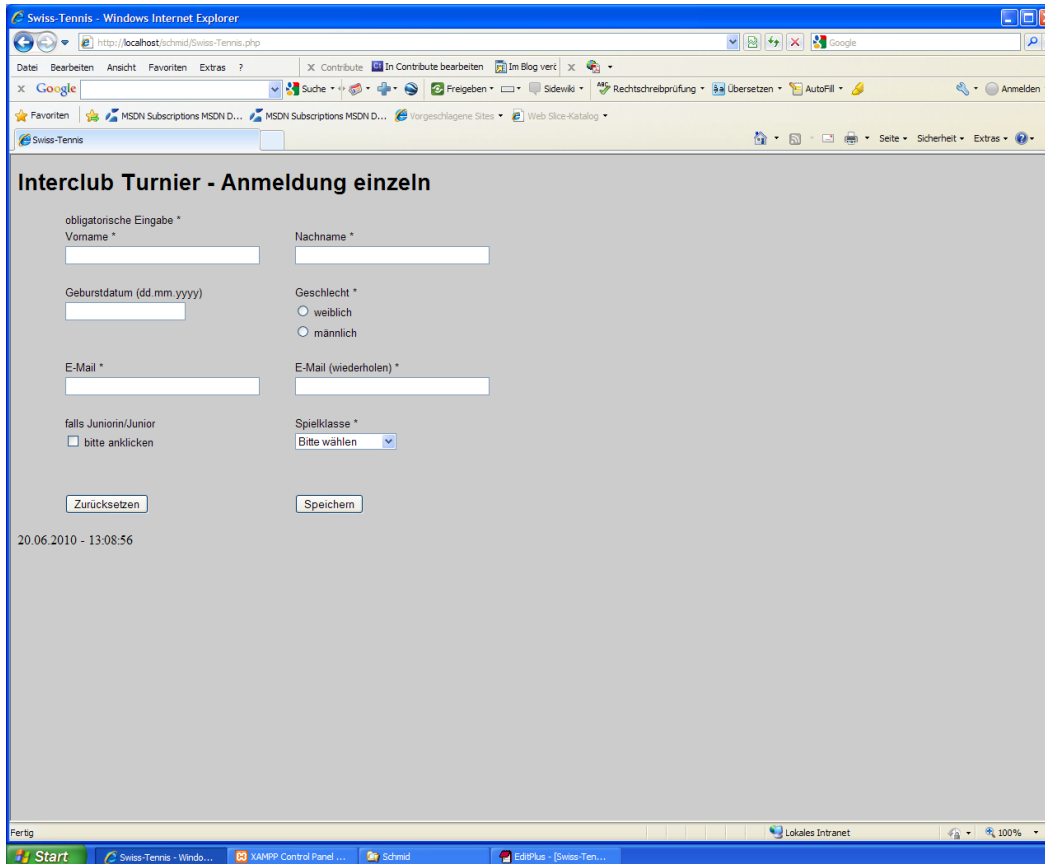 Swiss-Tennis - Windows Internet Explorer
http://localhost/schmid/Swiss-Tennis.php
Google
Datei Bearbeiten Ansicht Favoriten Extras ? X Contribute In Contribute bearbeiten Im Blog x
x Google Suche Freigeben Sidewiki Rechtschreibprüfung Übersetzen AutoFill Anmelden
Favoriten MSDN Subscriptions MSDN D... MSDN Subscriptions MSDN D... Vorgeschlagene Sites Web Slice-Katalog
Swiss-Tennis Seite Sicherheit Extras
Interclub Turnier - Anmeldung einzeln
obligatorische Eingabe *
Vorname * Nachname *
Geburstdatum (dd.mm.yyyy) Geschlecht *
weiblich
männlich
E-Mail * E-Mail (wiederholen) *
falls Juniorin/Junior Spielklasse *
bitte anklicken Bitte wählen
Zurücksetzen Speichern
20.06.2010 - 13:08:56
Fertig Lokales Intranet 100%
Start Swiss-Tennis - Windo... XAMPP Control Panel ... Schmid EditPlus - [Swiss-Ten...